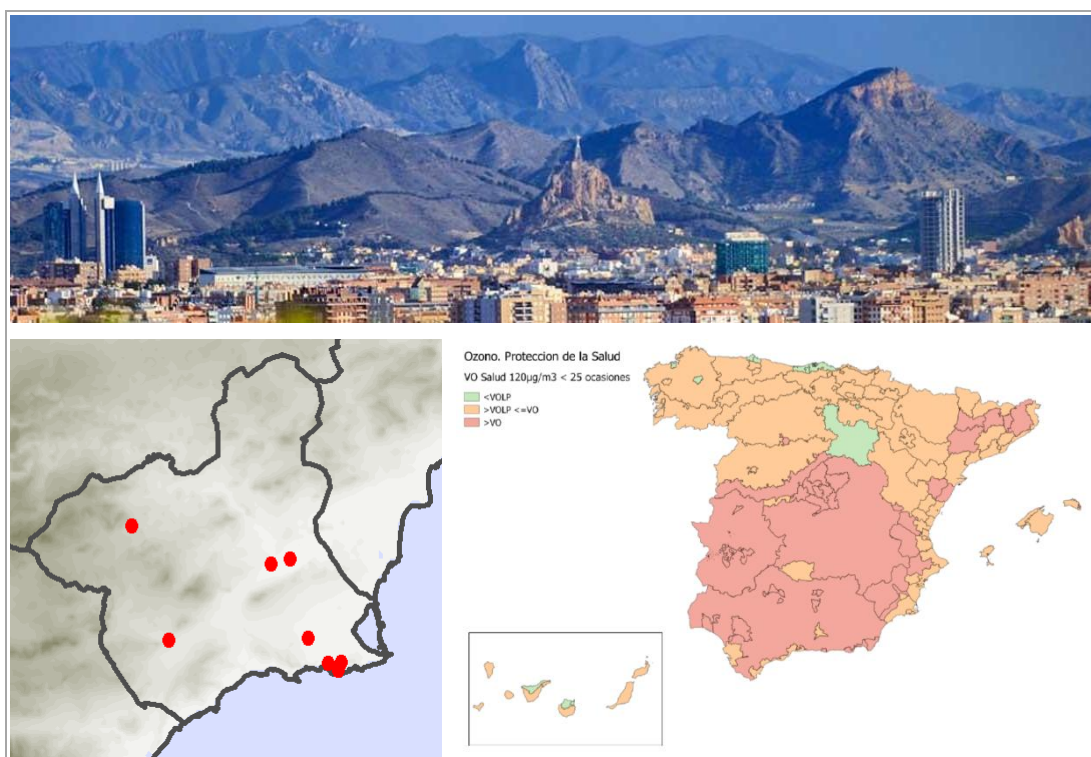 Ozono. Proteccion de la Salud
VO Salud 120µg/m3 < 25 ocasiones
<VOLP
>VOLP <=VO
>VO